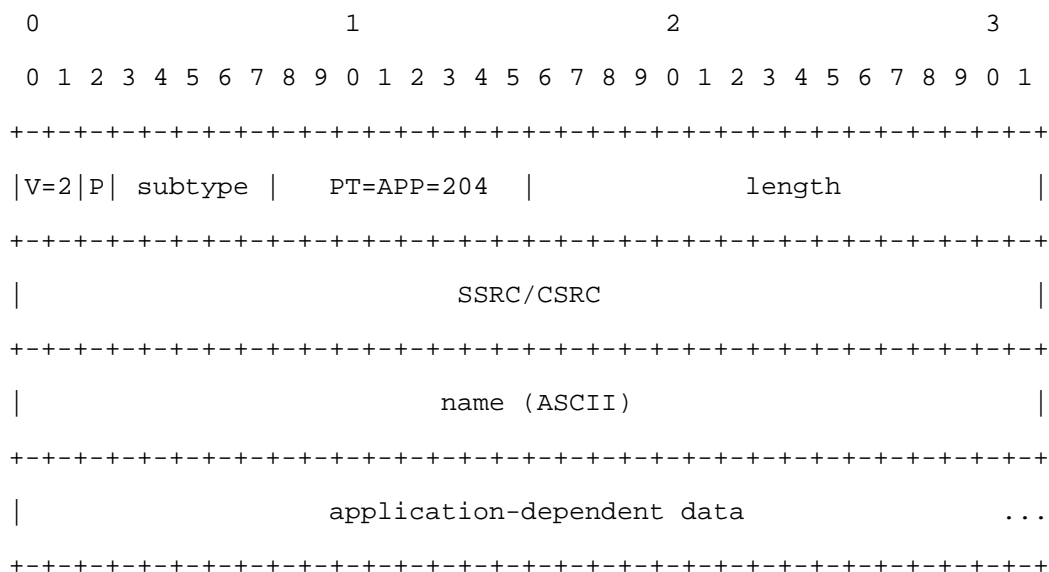 0                   1                   2                   3
 0 1 2 3 4 5 6 7 8 9 0 1 2 3 4 5 6 7 8 9 0 1 2 3 4 5 6 7 8 9 0 1
+-+-+-+-+-+-+-+-+-+-+-+-+-+-+-+-+-+-+-+-+-+-+-+-+-+-+-+-+-+-+-+-+
|V=2|P| subtype |   PT=APP=204  |             length            |
+-+-+-+-+-+-+-+-+-+-+-+-+-+-+-+-+-+-+-+-+-+-+-+-+-+-+-+-+-+-+-+-+
|                           SSRC/CSRC                           |
+-+-+-+-+-+-+-+-+-+-+-+-+-+-+-+-+-+-+-+-+-+-+-+-+-+-+-+-+-+-+-+-+
|                          name (ASCII)                         |
+-+-+-+-+-+-+-+-+-+-+-+-+-+-+-+-+-+-+-+-+-+-+-+-+-+-+-+-+-+-+-+-+
|                   application-dependent data                ...
+-+-+-+-+-+-+-+-+-+-+-+-+-+-+-+-+-+-+-+-+-+-+-+-+-+-+-+-+-+-+-+-+